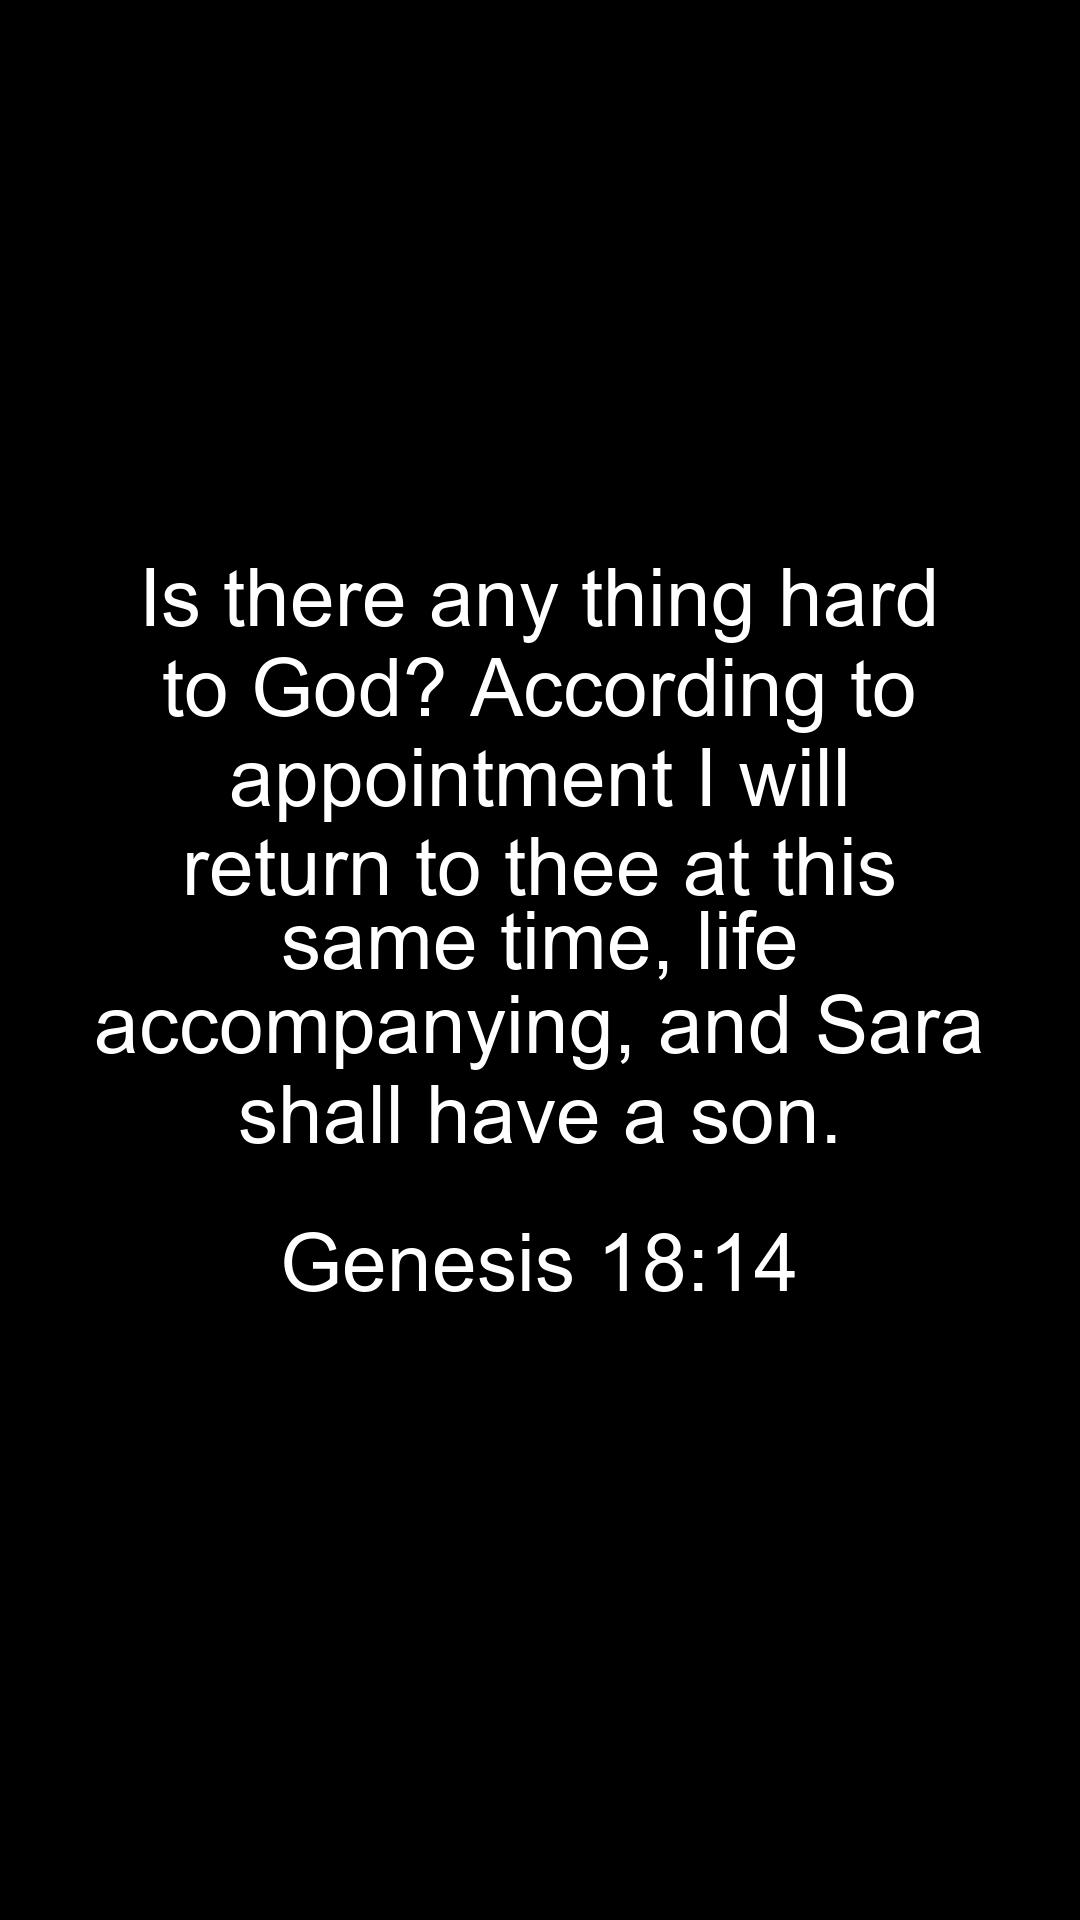 Is there any thing hard
to God? According to
appointment I will
return to thee at this
same time, life
accompanying, and Sara
shall have a son.
Genesis 18:14